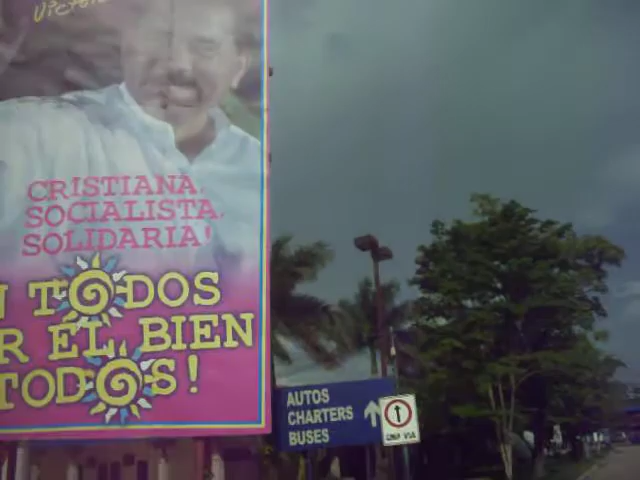 CRISTIANA,
SOCIALISTA,
SOLIDARIA!
N TODOS
R EL BIEN
TODOS!
AUTOS
CHARTERS
BUSES
UNA VIA